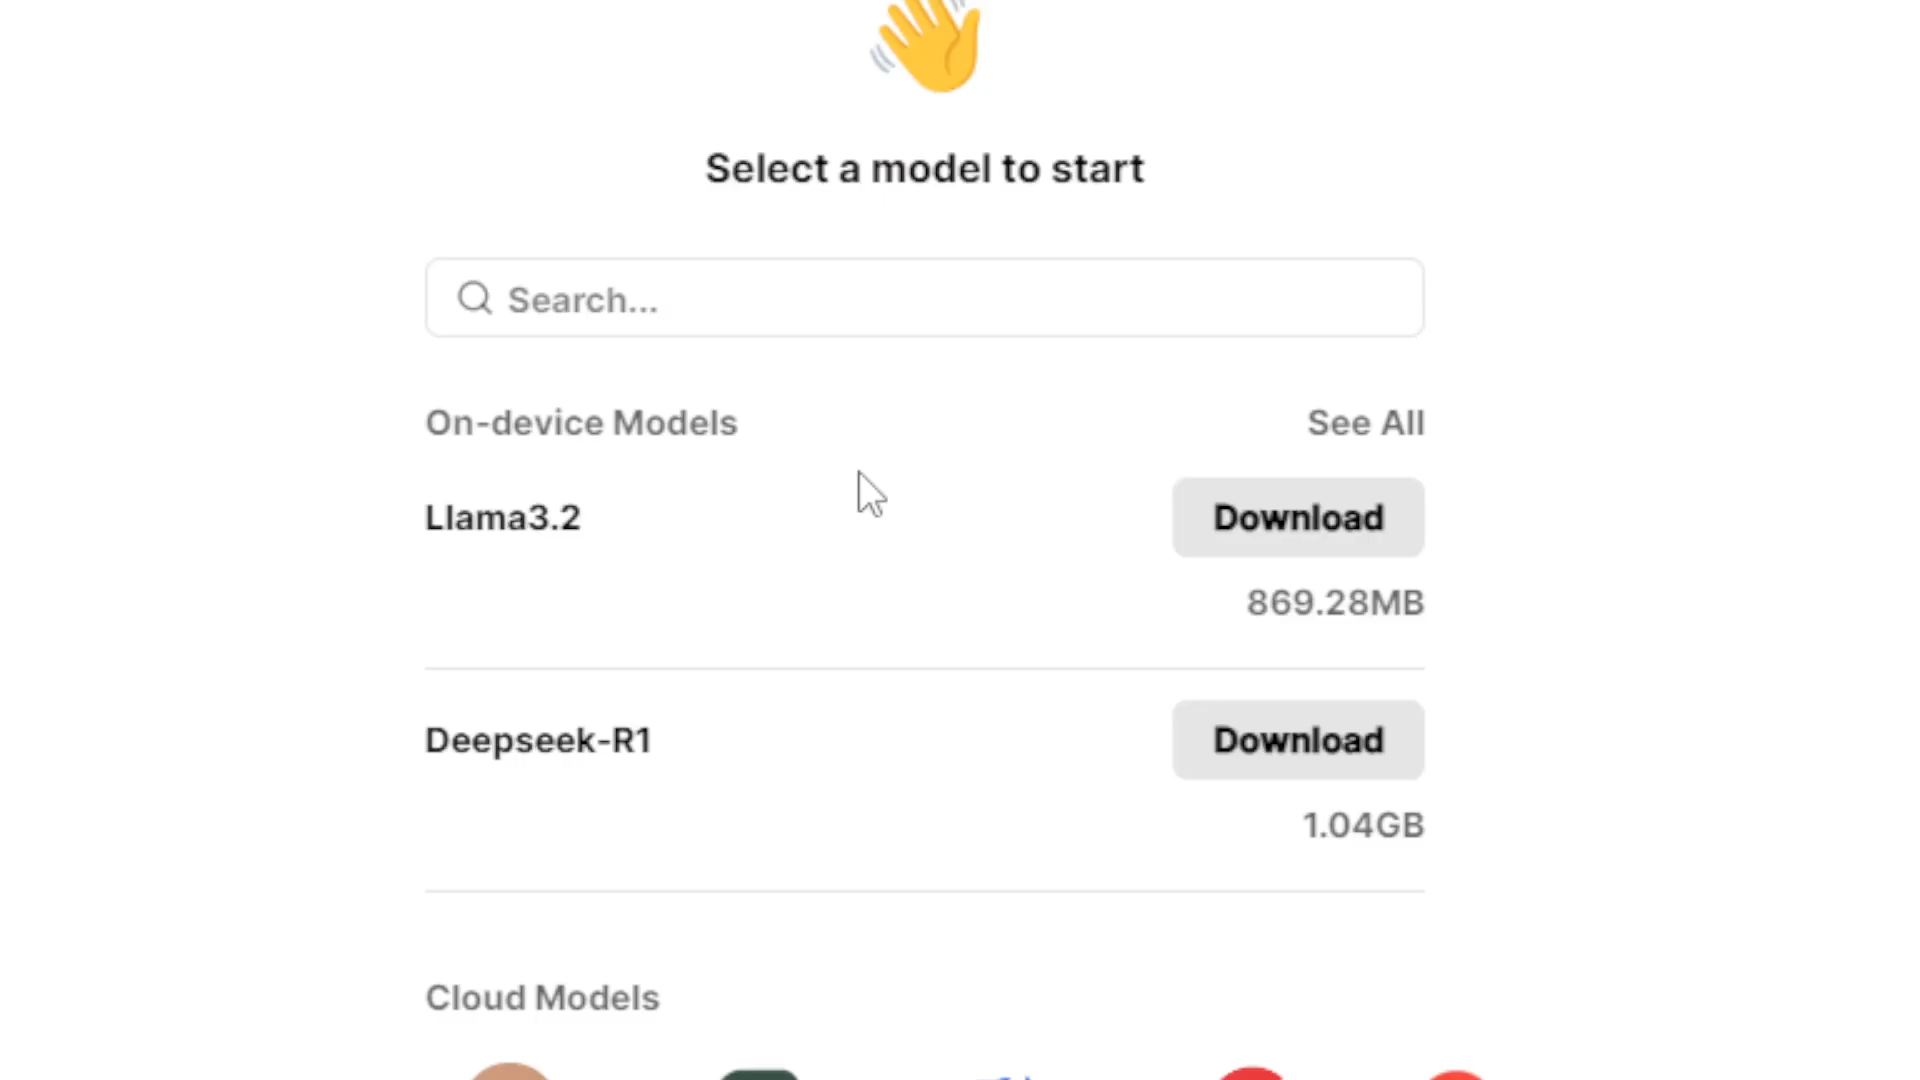 Select a model to start
Search...
On-device Models
See All
Llama3.2
Download
869.28MB
Deepseek-R1
Download
1.04GB
Cloud Models